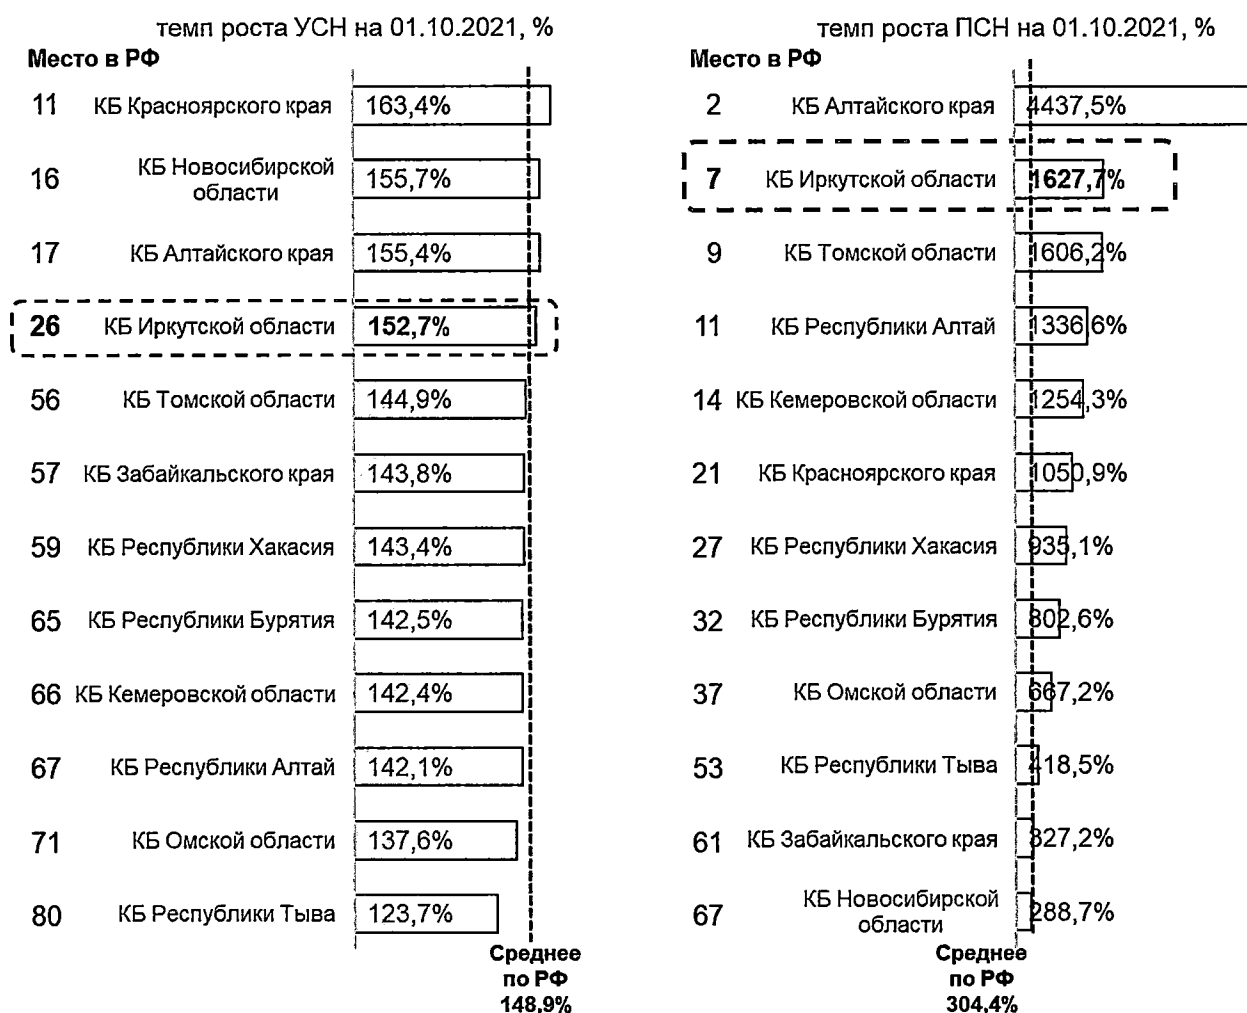 темп роста УСН на 01.10.2021, %
Место в РФ
11 КБ Красноярского края 163,4%
16 КБ Новосибирской
области 155,7%
17 КБ Алтайского края 155,4%
26 КБ Иркутской области 152,7%
56 КБ Томской области 144,9%
57 КБ Забайкальского края 143,8%
59 КБ Республики Хакасия 143,4%
65 КБ Республики Бурятия 142,5%
66 КБ Кемеровской области 142,4%
67 КБ Республики Алтай 142,1%
71 КБ Омской области 137,6%
80 КБ Республики Тыва 123,7%
Среднее
по РФ
148,9%
темп роста ПСН на 01.10.2021, %
Место в РФ
2 КБ Алтайского края 4437,5%
7 КБ Иркутской области 1627,7%
9 КБ Томской области 1606,2%
11 КБ Республики Алтай 1336,6%
14 КБ Кемеровской области 1254,3%
21 КБ Красноярского края 1050,9%
27 КБ Республики Хакасия 935,1%
32 КБ Республики Бурятия 802,6%
37 КБ Омской области 667,2%
53 КБ Республики Тыва 418,5%
61 КБ Забайкальского края 327,2%
67 КБ Новосибирской
области 288,7%
Среднее
по РФ
304,4%